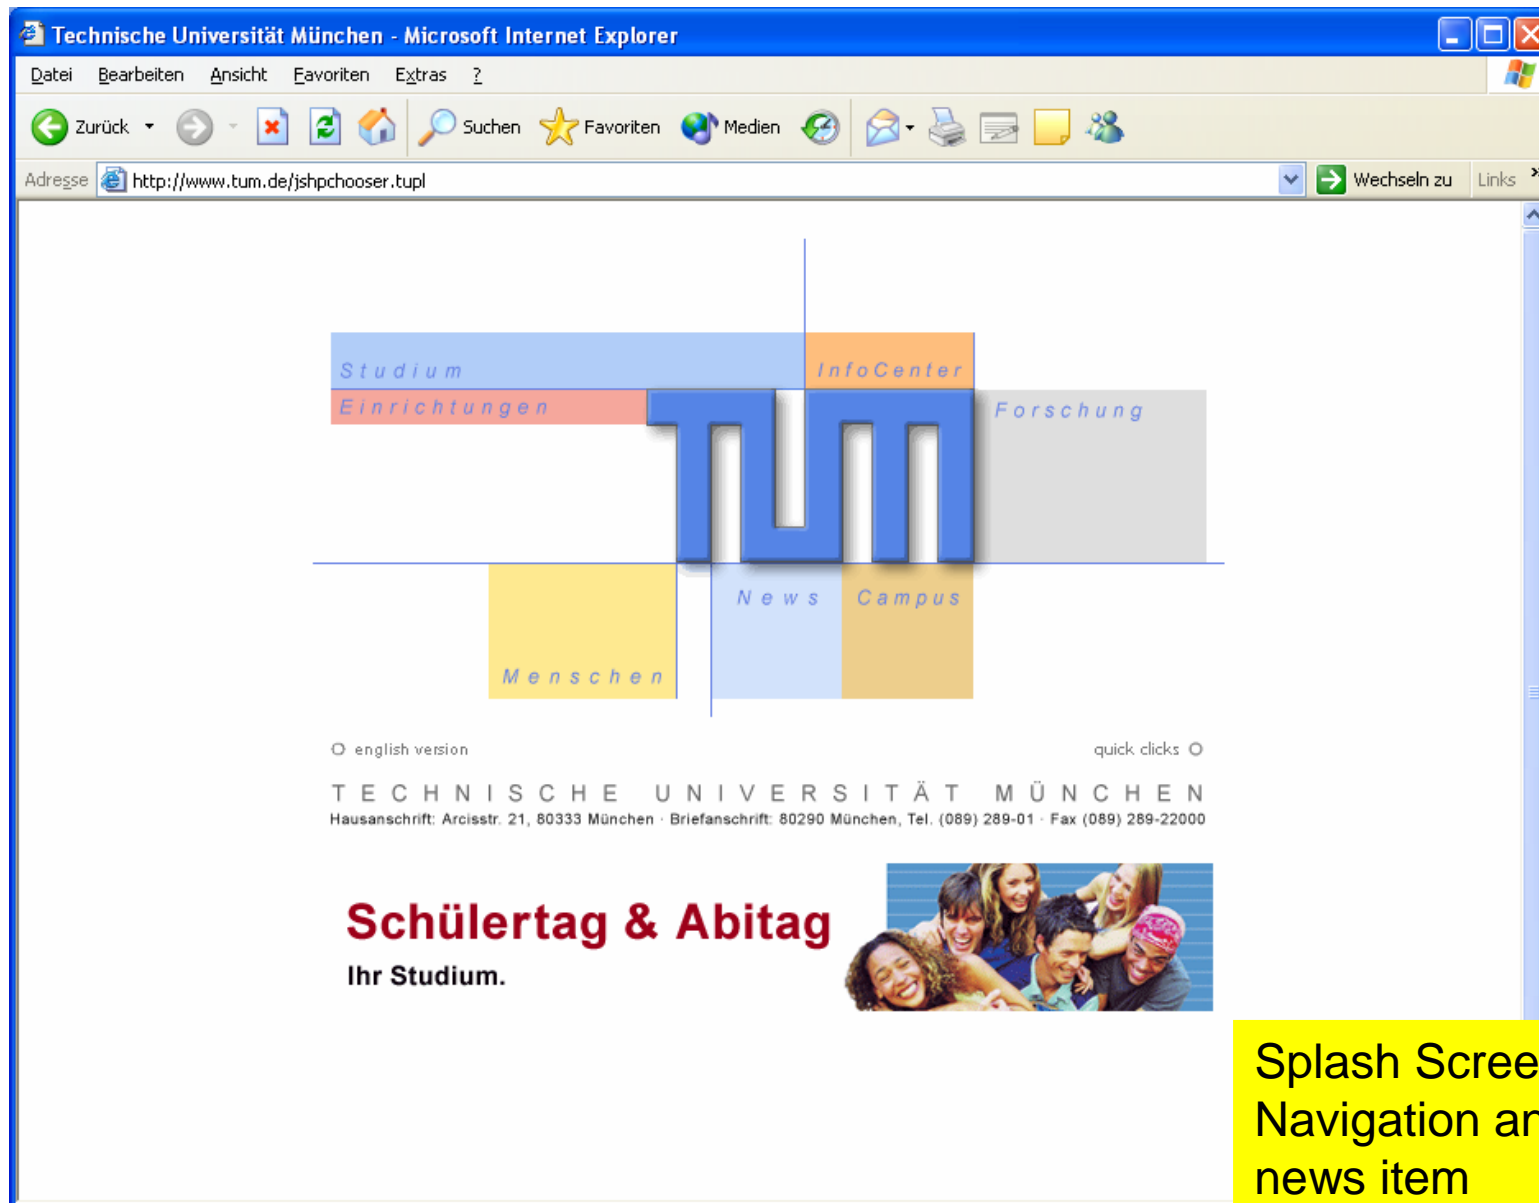 Technische Universität München - Microsoft Internet Explorer
Datei Bearbeiten Ansicht Favoriten Extras ?
Zurück Suchen Favoriten Medien
Adresse http://www.tum.de/jshpchooser.tupl Wechseln zu Links »
Studium InfoCenter
Einrichtungen Forschung
TUM
News Campus
Menschen
english version quick clicks
TECHNISCHE UNIVERSITÄT MÜNCHEN
Hausanschrift: Arcisstr. 21, 80333 München · Briefanschrift: 80290 München, Tel. (089) 289-01 · Fax (089) 289-22000
Schülertag & Abitag
Ihr Studium.
Splash Scree
Navigation an
news item